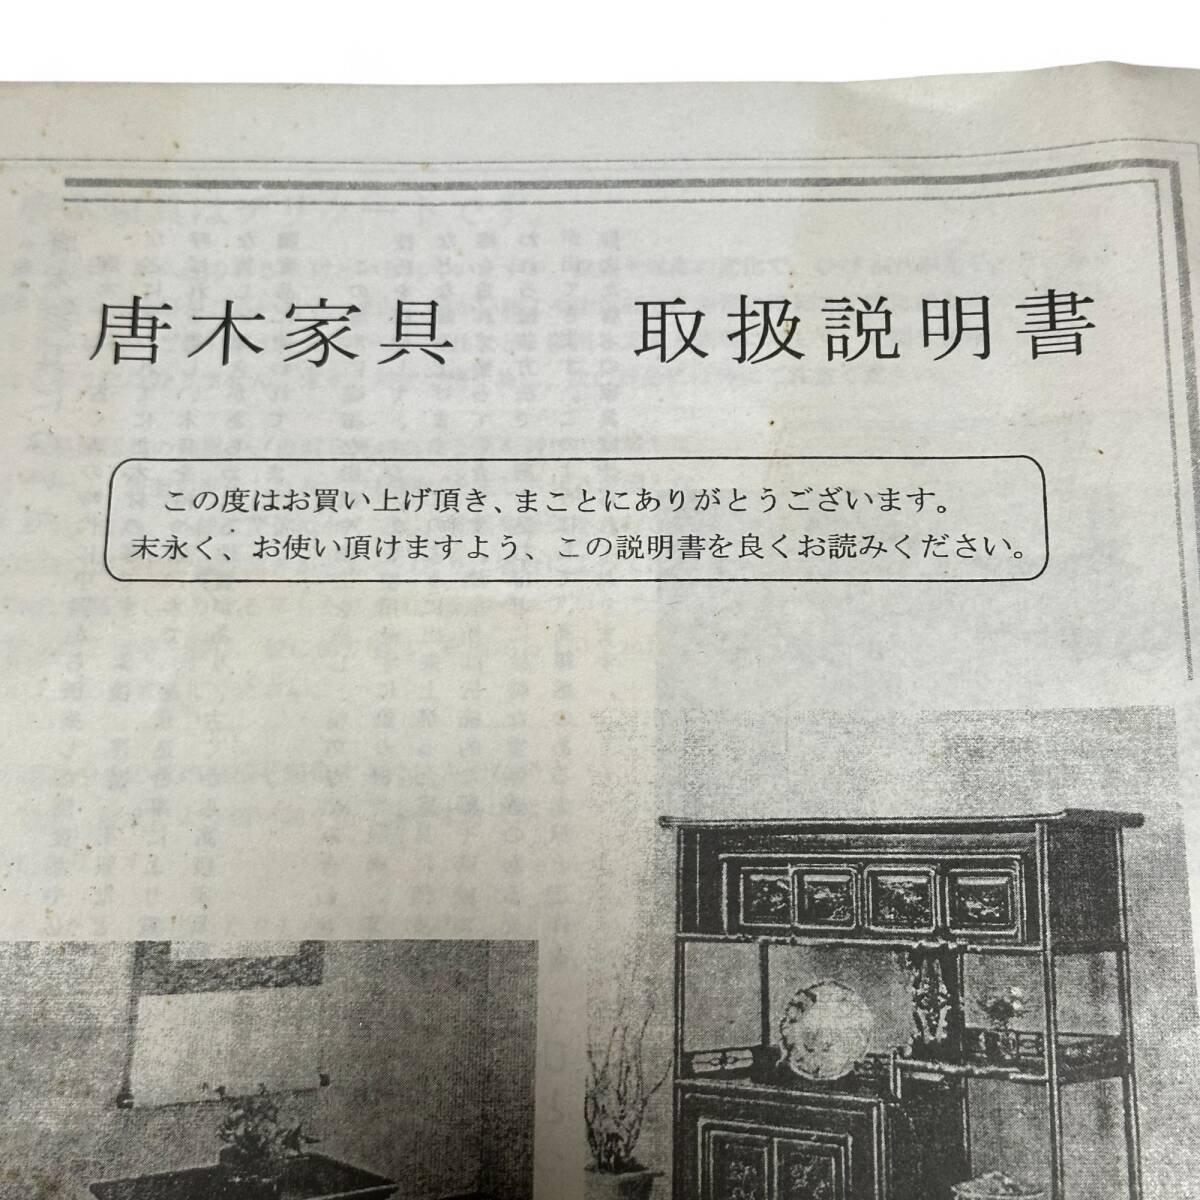 唐木家具　取扱説明書
この度はお買い上げ頂き、まことにありがとうございます。
末永く、お使い頂けますよう、この説明書を良くお読みください。